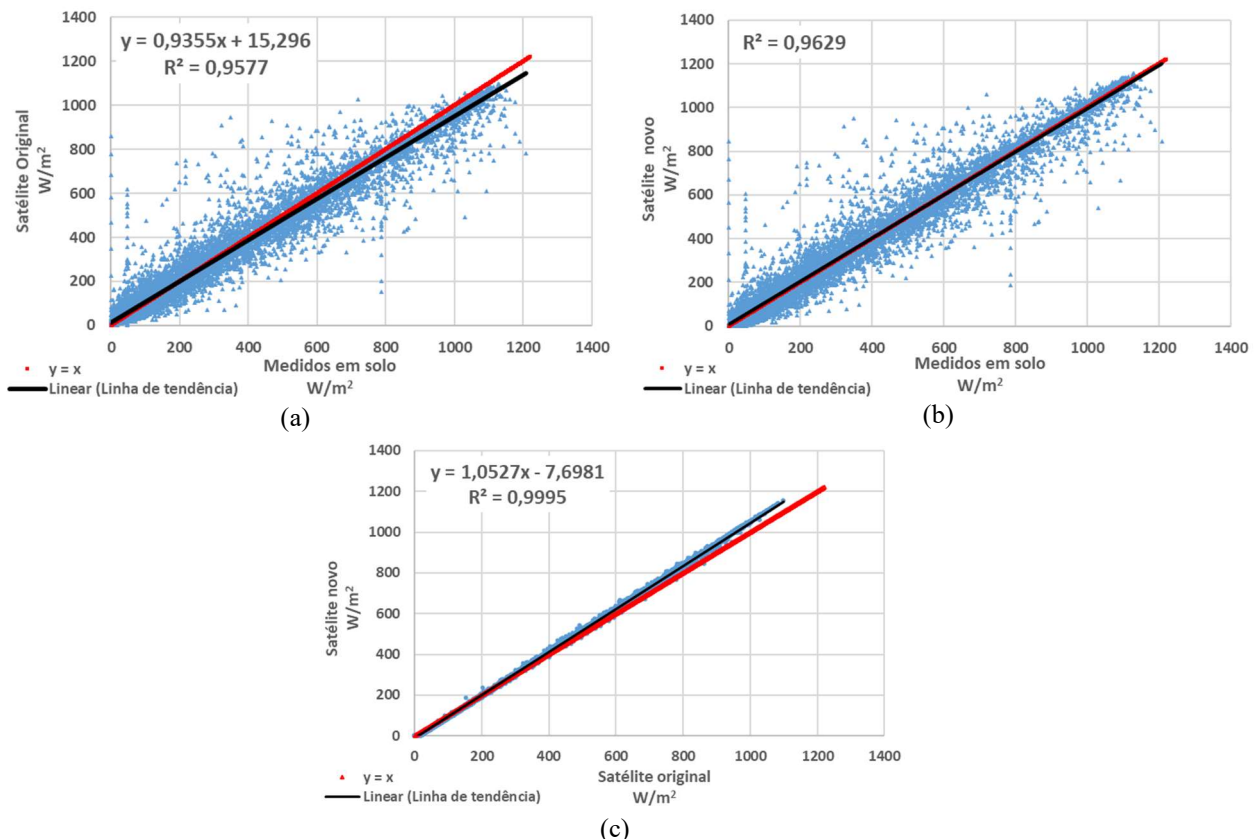 1400
1200
1000
800
600
400
200
0
y = 0,9355x + 15,296
R² = 0,9577
Satélite Original
W/m²
0 200 400 600 800 1000 1200 1400
Medidos em solo
W/m²
y = x
Linear (Linha de tendência)
(a)
1400
1200
1000
800
600
400
200
0
R² = 0,9629
Satélite novo
W/m²
0 200 400 600 800 1000 1200 1400
Medidos em solo
W/m²
y = x
Linear (Linha de tendência)
(b)
1400
1200
1000
800
600
400
200
0
y = 1,0527x - 7,6981
R² = 0,9995
Satélite novo
W/m²
0 200 400 600 800 1000 1200 1400
Satélite original
W/m²
y = x
Linear (Linha de tendência)
(c)